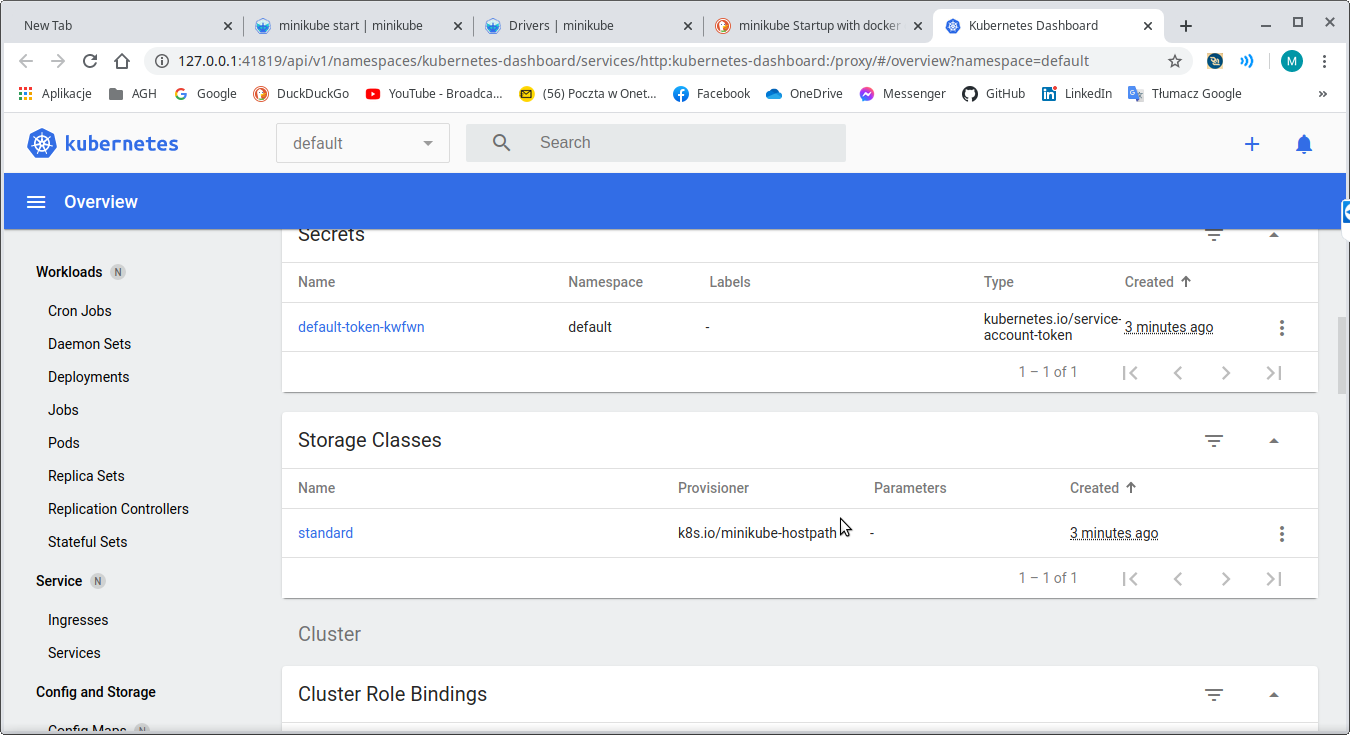 New Tab
minikube start | minikube
Drivers | minikube
minikube Startup with docker
Kubernetes Dashboard
127.0.0.1:41819/api/v1/namespaces/kubernetes-dashboard/services/http:kubernetes-dashboard:/proxy/#/overview?namespace=default
M
Aplikacje
AGH
Google
DuckDuckGo
YouTube - Broadca...
(56) Poczta w Onet...
Facebook
OneDrive
Messenger
GitHub
LinkedIn
Tłumacz Google
»
kubernetes
default
Search
Overview
Workloads N
Cron Jobs
Daemon Sets
Deployments
Jobs
Pods
Replica Sets
Replication Controllers
Stateful Sets
Service N
Ingresses
Services
Config and Storage
Config Maps N
Secrets
Name Namespace Labels Type Created
default-token-kwfwn default - kubernetes.io/service-account-token 3 minutes ago
1 – 1 of 1
Storage Classes
Name Provisioner Parameters Created
standard k8s.io/minikube-hostpath - 3 minutes ago
1 – 1 of 1
Cluster
Cluster Role Bindings